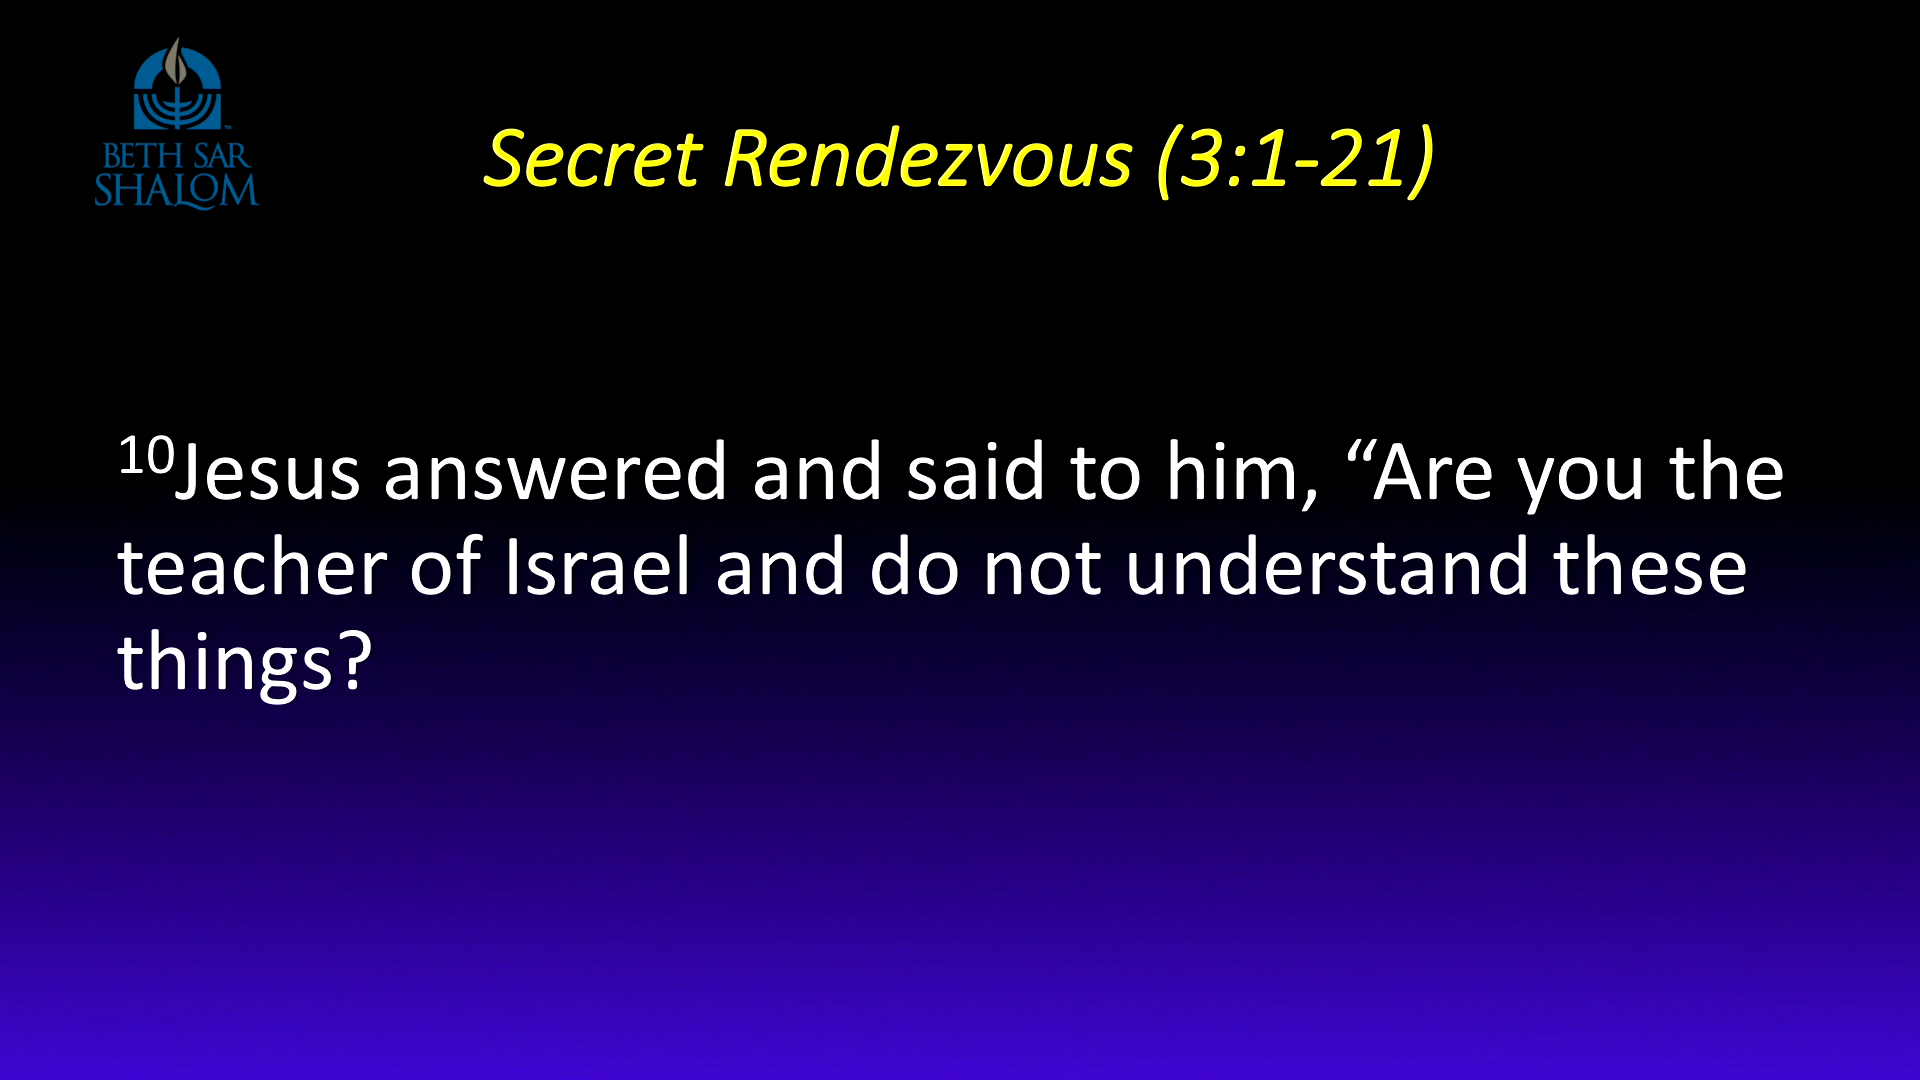 BETH SAR
SHALOM
™
Secret Rendezvous (3:1-21)
10Jesus answered and said to him, “Are you the
teacher of Israel and do not understand these
things?